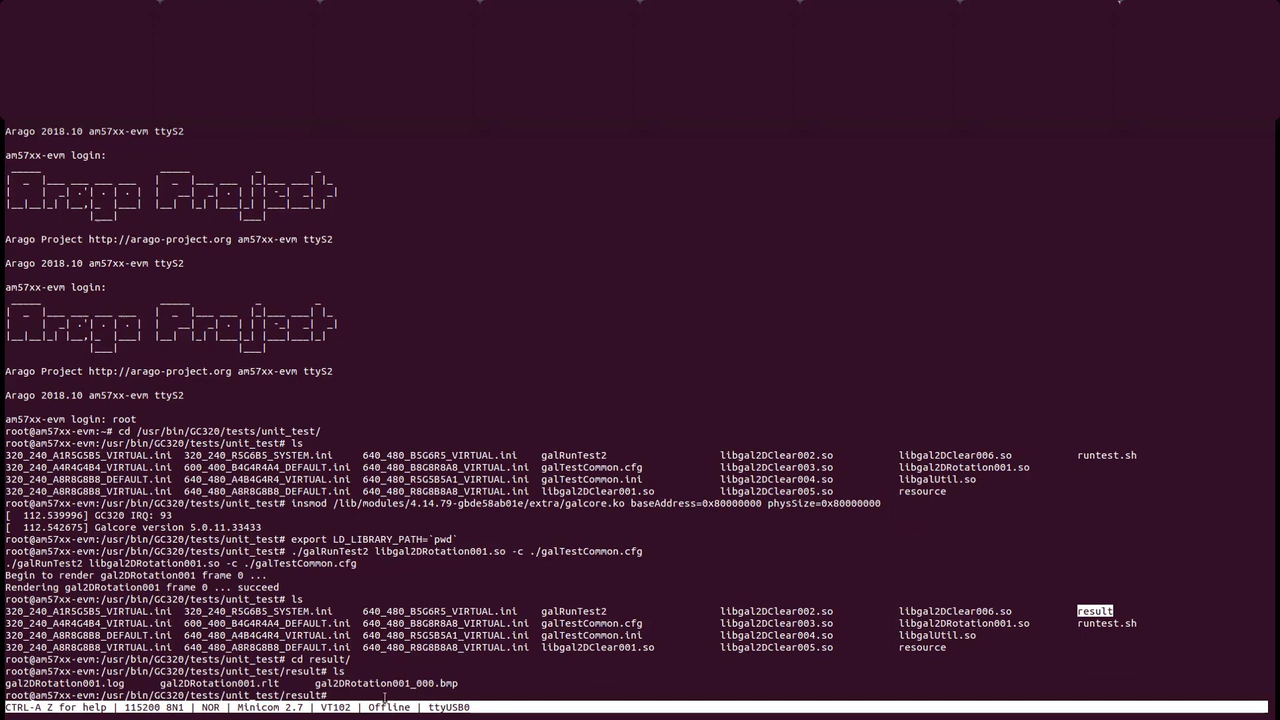 Arago 2018.10 am57xx-evm ttyS2
am57xx-evm login:
Arago Project
Arago Project http://arago-project.org am57xx-evm ttyS2
Arago 2018.10 am57xx-evm ttyS2
am57xx-evm login:
Arago Project
Arago Project http://arago-project.org am57xx-evm ttyS2
Arago 2018.10 am57xx-evm ttyS2
am57xx-evm login: root
root@am57xx-evm:~# cd /usr/bin/GC320/tests/unit_test/
root@am57xx-evm:/usr/bin/GC320/tests/unit_test# ls
320_240_A1R5G5B5_VIRTUAL.ini 320_240_R5G6B5_SYSTEM.ini 640_480_B5G6R5_VIRTUAL.ini galRunTest2 libgal2DClear002.so libgal2DClear006.so runtest.sh
320_240_A4R4G4B4_VIRTUAL.ini 600_400_B4G4R4A4_DEFAULT.ini 640_480_B8G8R8A8_VIRTUAL.ini galTestCommon.cfg libgal2DClear003.so libgal2DRotation001.so
320_240_A8R8G8B8_DEFAULT.ini 640_480_A4B4G4R4_VIRTUAL.ini 640_480_R5G5B5A1_VIRTUAL.ini galTestCommon.ini libgal2DClear004.so libgalUtil.so
320_240_A8R8G8B8_VIRTUAL.ini 640_480_A8R8G8B8_DEFAULT.ini 640_480_R8G8B8A8_VIRTUAL.ini libgal2DClear001.so libgal2DClear005.so resource
root@am57xx-evm:/usr/bin/GC320/tests/unit_test# insmod /lib/modules/4.14.79-gbde58ab01e/extra/galcore.ko baseAddress=0x80000000 physSize=0x80000000
[  112.539996] GC320 IRQ: 93
[  112.542675] Galcore version 5.0.11.33433
root@am57xx-evm:/usr/bin/GC320/tests/unit_test# export LD_LIBRARY_PATH=`pwd`
root@am57xx-evm:/usr/bin/GC320/tests/unit_test# ./galRunTest2 libgal2DRotation001.so -c ./galTestCommon.cfg
./galRunTest2 libgal2DRotation001.so -c ./galTestCommon.cfg
Begin to render gal2DRotation001 frame 0 ...
Rendering gal2DRotation001 frame 0 ... succeed
root@am57xx-evm:/usr/bin/GC320/tests/unit_test# ls
320_240_A1R5G5B5_VIRTUAL.ini 320_240_R5G6B5_SYSTEM.ini 640_480_B5G6R5_VIRTUAL.ini galRunTest2 libgal2DClear002.so libgal2DClear006.so result
320_240_A4R4G4B4_VIRTUAL.ini 600_400_B4G4R4A4_DEFAULT.ini 640_480_B8G8R8A8_VIRTUAL.ini galTestCommon.cfg libgal2DClear003.so libgal2DRotation001.so runtest.sh
320_240_A8R8G8B8_DEFAULT.ini 640_480_A4B4G4R4_VIRTUAL.ini 640_480_R5G5B5A1_VIRTUAL.ini galTestCommon.ini libgal2DClear004.so libgalUtil.so
320_240_A8R8G8B8_VIRTUAL.ini 640_480_A8R8G8B8_DEFAULT.ini 640_480_R8G8B8A8_VIRTUAL.ini libgal2DClear001.so libgal2DClear005.so resource
root@am57xx-evm:/usr/bin/GC320/tests/unit_test# cd result/
root@am57xx-evm:/usr/bin/GC320/tests/unit_test/result# ls
gal2DRotation001.log gal2DRotation001.rlt gal2DRotation001_000.bmp
root@am57xx-evm:/usr/bin/GC320/tests/unit_test/result#
CTRL-A Z for help | 115200 8N1 | NOR | Minicom 2.7 | VT102 | Offline | ttyUSB0